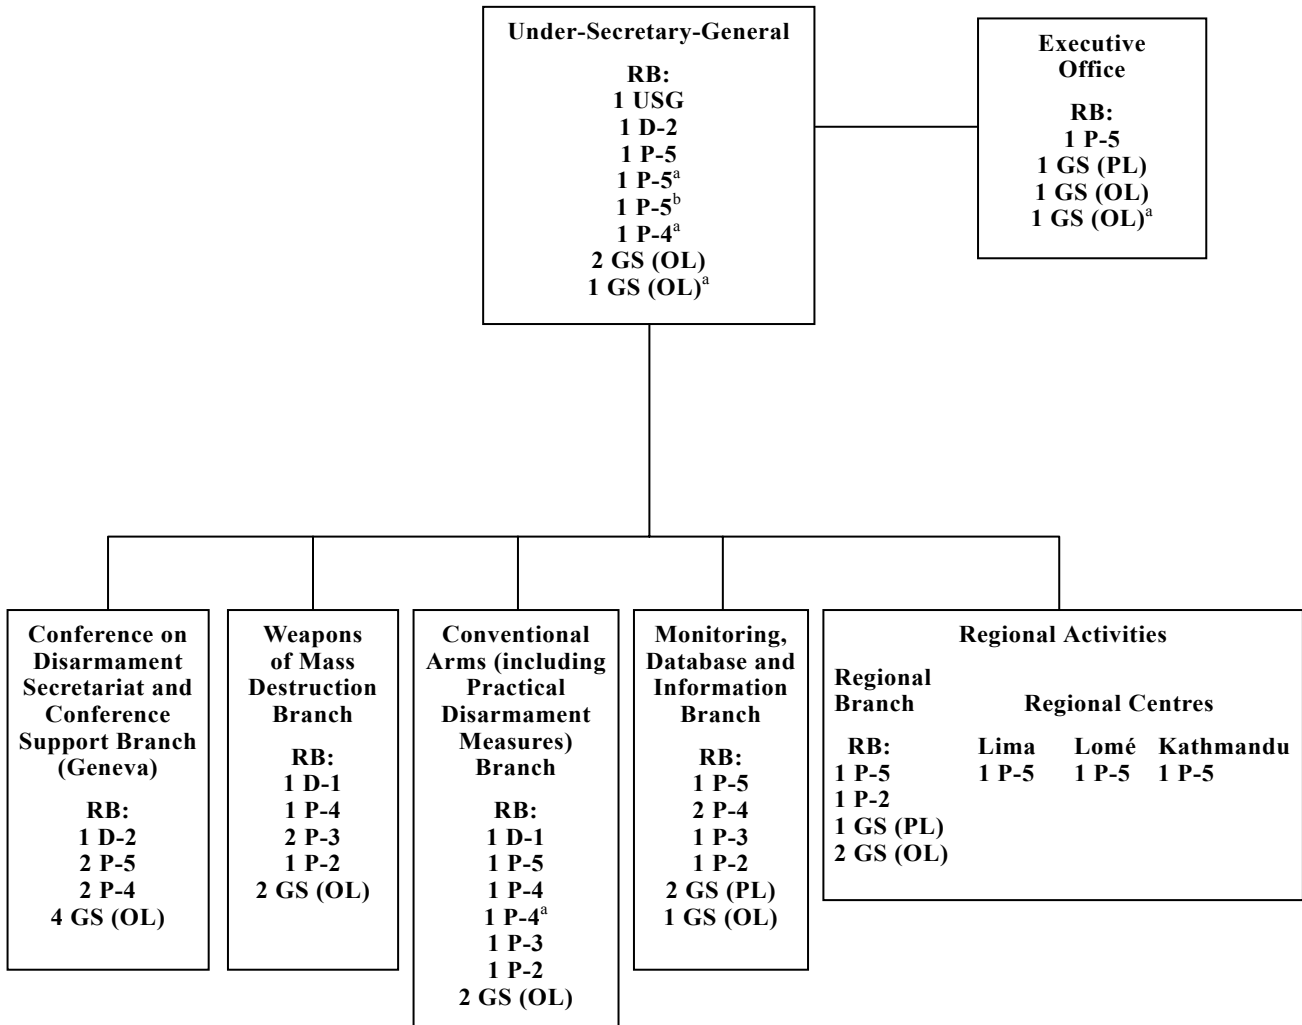 Under-Secretary-General
RB:
1 USG
1 D-2
1 P-5
1 P-5ᵃ
1 P-5ᵇ
1 P-4ᵃ
2 GS (OL)
1 GS (OL)ᵃ
Executive
Office
RB:
1 P-5
1 GS (PL)
1 GS (OL)
1 GS (OL)ᵃ
Conference on
Disarmament
Secretariat and
Conference
Support Branch
(Geneva)
RB:
1 D-2
2 P-5
2 P-4
4 GS (OL)
Weapons
of Mass
Destruction
Branch
RB:
1 D-1
1 P-4
2 P-3
1 P-2
2 GS (OL)
Conventional
Arms (including
Practical
Disarmament
Measures)
Branch
RB:
1 D-1
1 P-5
1 P-4
1 P-4ᵃ
1 P-3
1 P-2
2 GS (OL)
Monitoring,
Database and
Information
Branch
RB:
1 P-5
2 P-4
1 P-3
1 P-2
2 GS (PL)
1 GS (OL)
Regional Activities
Regional
Branch
RB:
1 P-5
1 P-2
1 GS (PL)
2 GS (OL)
Regional Centres
Lima Lomé Kathmandu
1 P-5 1 P-5 1 P-5